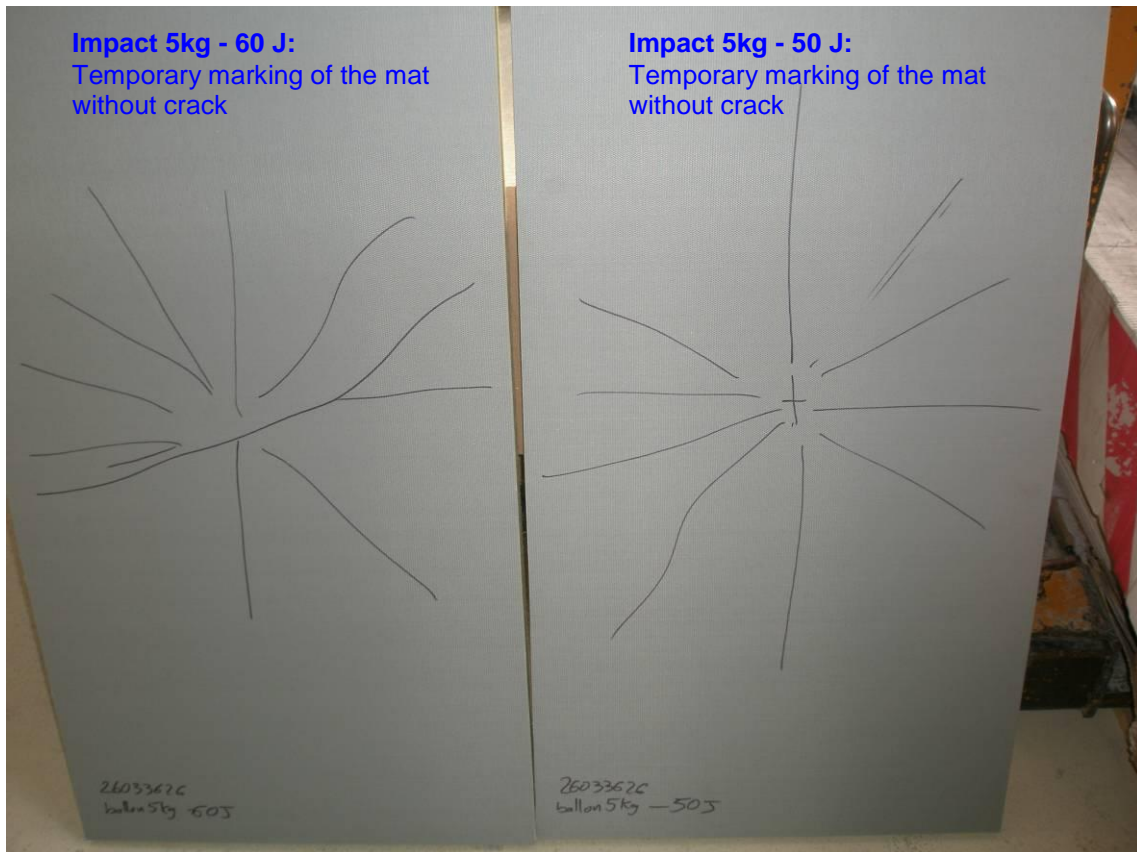 Impact 5kg - 60 J:
Temporary marking of the mat
without crack
Impact 5kg - 50 J:
Temporary marking of the mat
without crack
26033626
ballon 5kg -60J
26033626
ballon 5kg — 50J